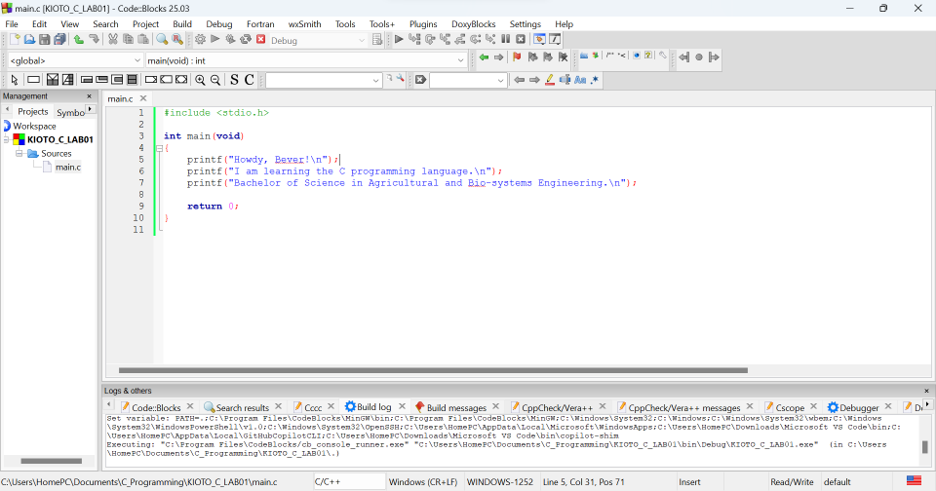 main.c [KIOTO_C_LAB01] - Code::Blocks 25.03
File Edit View Search Project Build Debug Fortran wxSmith Tools Tools+ Plugins DoxyBlocks Settings Help
Debug
<global> main(void) : int
S C
Aa .*
Management
Projects Symbo
Workspace
KIOTO_C_LAB01
Sources
main.c
main.c
1 #include <stdio.h>
2
3 int main(void)
4 {
5 printf("Howdy, Bever!\n");
6 printf("I am learning the C programming language.\n");
7 printf("Bachelor of Science in Agricultural and Bio-systems Engineering.\n");
8
9 return 0;
10 }
11
Logs & others
Code::Blocks Search results Cccc Build log Build messages CppCheck/Vera++ CppCheck/Vera++ messages Cscope Debugger
Set variable: PATH=.;C:\Program Files\CodeBlocks\MinGW\bin;C:\Program Files\CodeBlocks\MinGW;C:\Windows\System32;C:\Windows;C:\Windows\System32\wbem;C:\Windows
\System32\WindowsPowerShell\v1.0;C:\Windows\System32\OpenSSH;C:\Users\HomePC\AppData\Local\Microsoft\WindowsApps;C:\Users\HomePC\Downloads\Microsoft VS Code\bin;C:
\Users\HomePC\AppData\Local\GitHubCopilotCLI;C:\Users\HomePC\Downloads\Microsoft VS Code\bin\copilot-shim
Executing: "C:\Program Files\CodeBlocks/cb_console_runner.exe" "C:\Users\HomePC\Documents\C_Programming\KIOTO_C_LAB01\bin\Debug\KIOTO_C_LAB01.exe" (in C:\Users
\HomePC\Documents\C_Programming\KIOTO_C_LAB01\.)
C:\Users\HomePC\Documents\C_Programming\KIOTO_C_LAB01\main.c C/C++ Windows (CR+LF) WINDOWS-1252 Line 5, Col 31, Pos 71 Insert Read/Write default